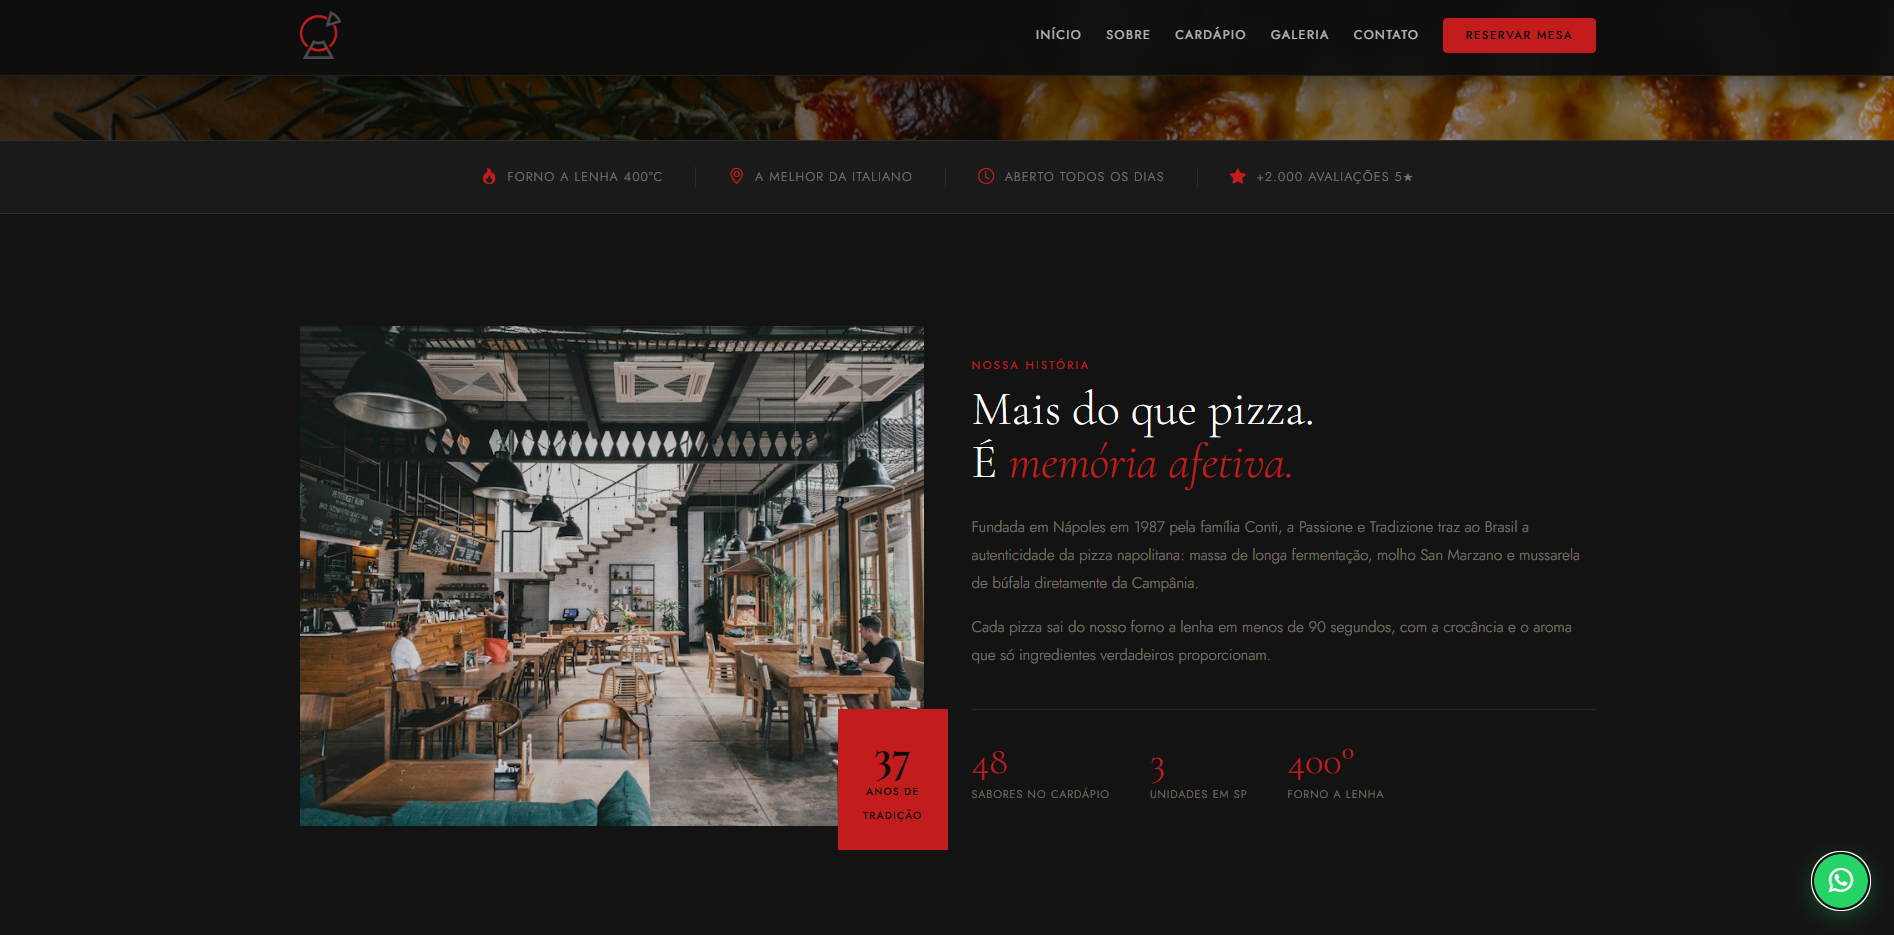 INÍCIO SOBRE CARDÁPIO GALERIA CONTATO RESERVAR MESA
FORNO A LENHA 400°C A MELHOR DA ITALIANO ABERTO TODOS OS DIAS +2.000 AVALIAÇÕES 5★
NOSSA HISTÓRIA
Mais do que pizza.
É memória afetiva.
Fundada em Nápoles em 1987 pela família Conti, a Passione e Tradizione traz ao Brasil a
autenticidade da pizza napolitana: massa de longa fermentação, molho San Marzano e mussarela
de búfala diretamente da Campânia.
Cada pizza sai do nosso forno a lenha em menos de 90 segundos, com a crocância e o aroma
que só ingredientes verdadeiros proporcionam.
37
ANOS DE
TRADIÇÃO
48 3 400°
SABORES NO CARDÁPIO UNIDADES EM SP FORNO A LENHA